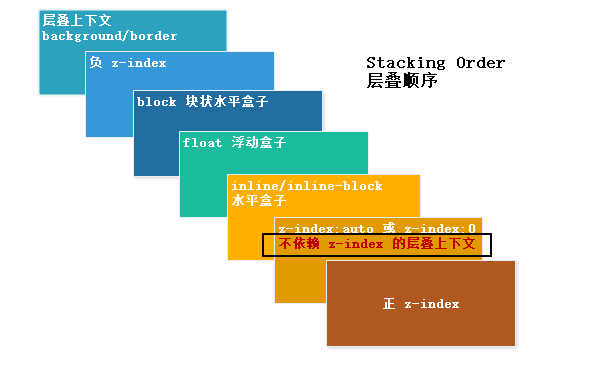 层叠上下文
background/border
负 z-index
Stacking Order
层叠顺序
block 块状水平盒子
float 浮动盒子
inline/inline-block
水平盒子
z-index:auto 或 z-index:0
不依赖 z-index 的层叠上下文
正 z-index